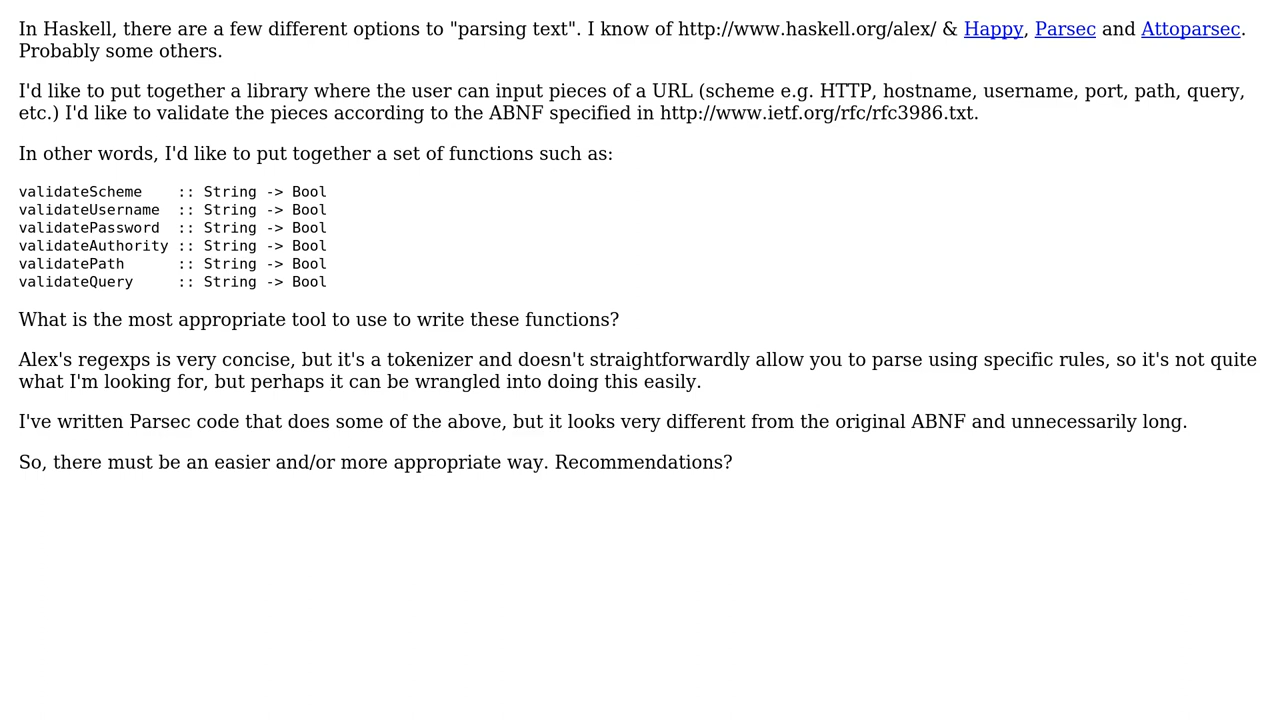 In Haskell, there are a few different options to "parsing text". I know of http://www.haskell.org/alex/ & Happy, Parsec and Attoparsec.
Probably some others.
I'd like to put together a library where the user can input pieces of a URL (scheme e.g. HTTP, hostname, username, port, path, query,
etc.) I'd like to validate the pieces according to the ABNF specified in http://www.ietf.org/rfc/rfc3986.txt.
In other words, I'd like to put together a set of functions such as:
validateScheme    :: String -> Bool
validateUsername  :: String -> Bool
validatePassword  :: String -> Bool
validateAuthority :: String -> Bool
validatePath      :: String -> Bool
validateQuery     :: String -> Bool
What is the most appropriate tool to use to write these functions?
Alex's regexps is very concise, but it's a tokenizer and doesn't straightforwardly allow you to parse using specific rules, so it's not quite
what I'm looking for, but perhaps it can be wrangled into doing this easily.
I've written Parsec code that does some of the above, but it looks very different from the original ABNF and unnecessarily long.
So, there must be an easier and/or more appropriate way. Recommendations?